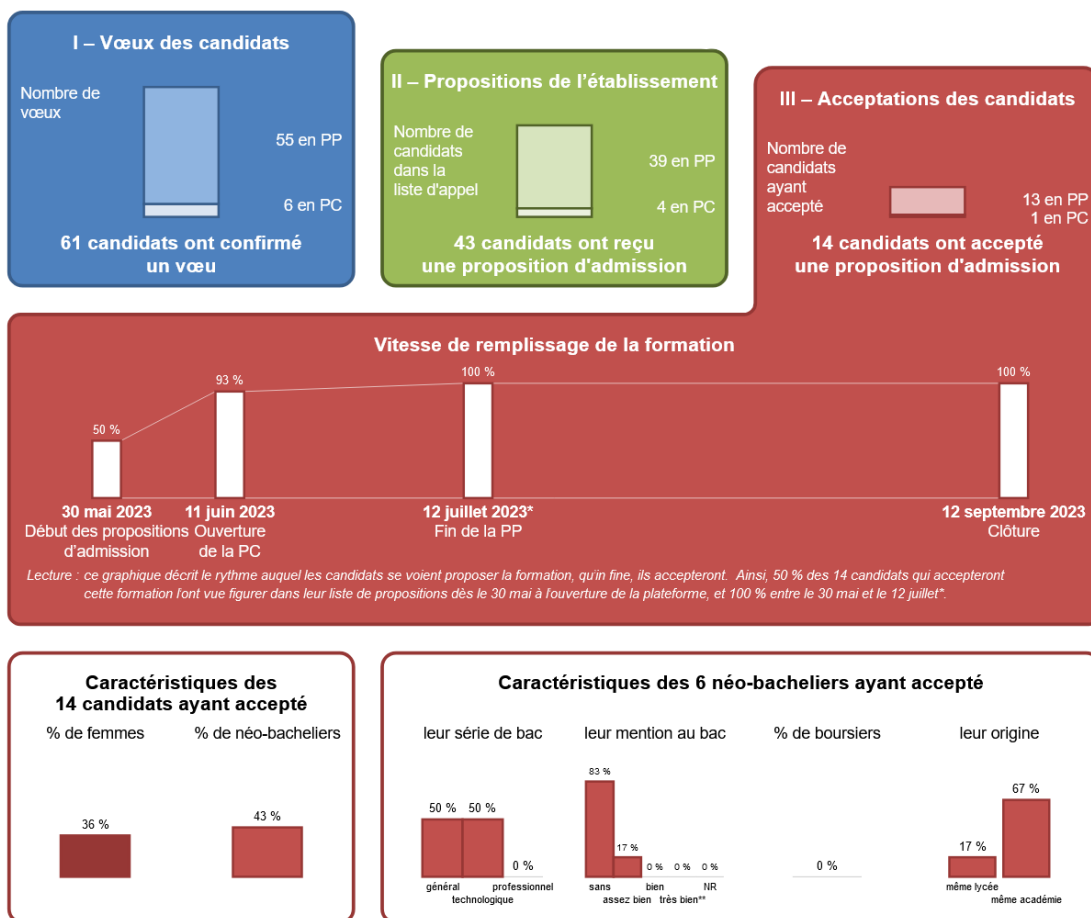 I – Vœux des candidats
Nombre de
vœux
55 en PP
6 en PC
61 candidats ont confirmé
un vœu
II – Propositions de l'établissement
Nombre de
candidats
dans la
liste d'appel
39 en PP
4 en PC
43 candidats ont reçu
une proposition d'admission
III – Acceptations des candidats
Nombre de
candidats
ayant
accepté
13 en PP
1 en PC
14 candidats ont accepté
une proposition d'admission
Vitesse de remplissage de la formation
50 %
93 %
100 %
100 %
30 mai 2023
Début des propositions
d'admission
11 juin 2023
Ouverture
de la PC
12 juillet 2023*
Fin de la PP
12 septembre 2023
Clôture
Lecture : ce graphique décrit le rythme auquel les candidats se voient proposer la formation, qu'in fine, ils accepteront. Ainsi, 50 % des 14 candidats qui accepteront
cette formation l'ont vue figurer dans leur liste de propositions dès le 30 mai à l'ouverture de la plateforme, et 100 % entre le 30 mai et le 12 juillet*.
Caractéristiques des
14 candidats ayant accepté
% de femmes
% de néo-bacheliers
36 %
43 %
Caractéristiques des 6 néo-bacheliers ayant accepté
leur série de bac
50 %
50 %
0 %
général
technologique
professionnel
leur mention au bac
83 %
17 %
0 %
0 %
0 %
sans
assez bien
bien
très bien**
NR
% de boursiers
0 %
leur origine
17 %
67 %
même lycée
même académie